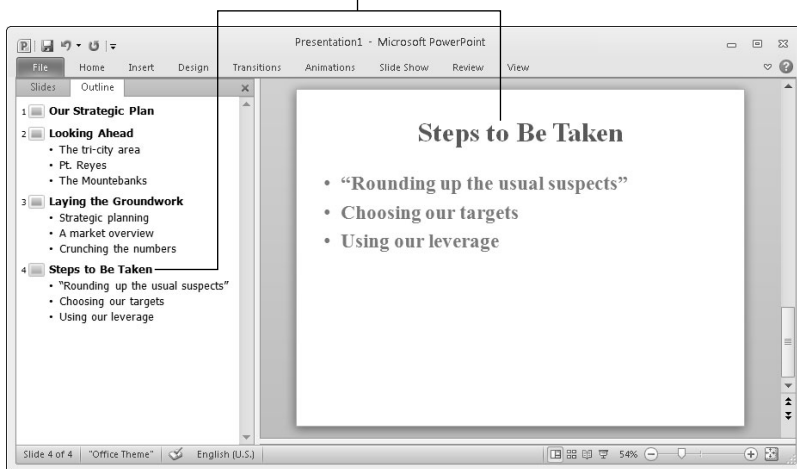 Presentation1 - Microsoft PowerPoint
File Home Insert Design Transitions Animations Slide Show Review View
Slides Outline
1 Our Strategic Plan
2 Looking Ahead
• The tri-city area
• Pt. Reyes
• The Mountebanks
3 Laying the Groundwork
• Strategic planning
• A market overview
• Crunching the numbers
4 Steps to Be Taken
• "Rounding up the usual suspects"
• Choosing our targets
• Using our leverage
Steps to Be Taken
• “Rounding up the usual suspects”
• Choosing our targets
• Using our leverage
Slide 4 of 4 "Office Theme" English (U.S.) 54%